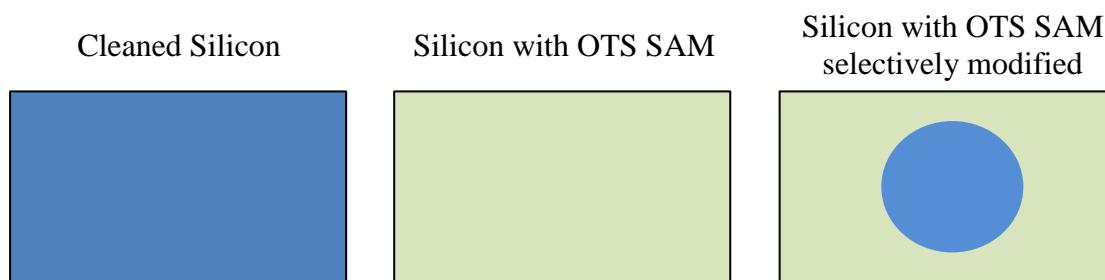 Cleaned Silicon
Silicon with OTS SAM
Silicon with OTS SAM
selectively modified